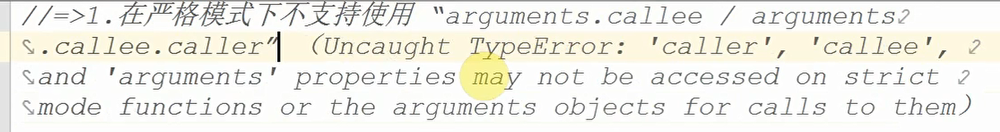 //=>1.在严格模式下不支持使用 “arguments.callee / arguments
.callee.caller” (Uncaught TypeError: 'caller', 'callee',
and 'arguments' properties may not be accessed on strict
mode functions or the arguments objects for calls to them)